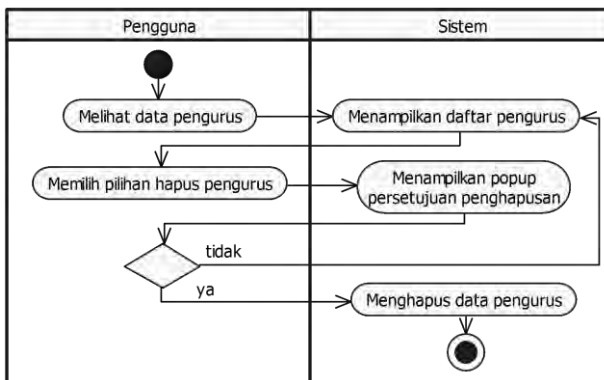 Pengguna
Sistem
Melihat data pengurus
Menampilkan daftar pengurus
Memilih pilihan hapus pengurus
Menampilkan popup
persetujuan penghapusan
tidak
ya
Menghapus data pengurus